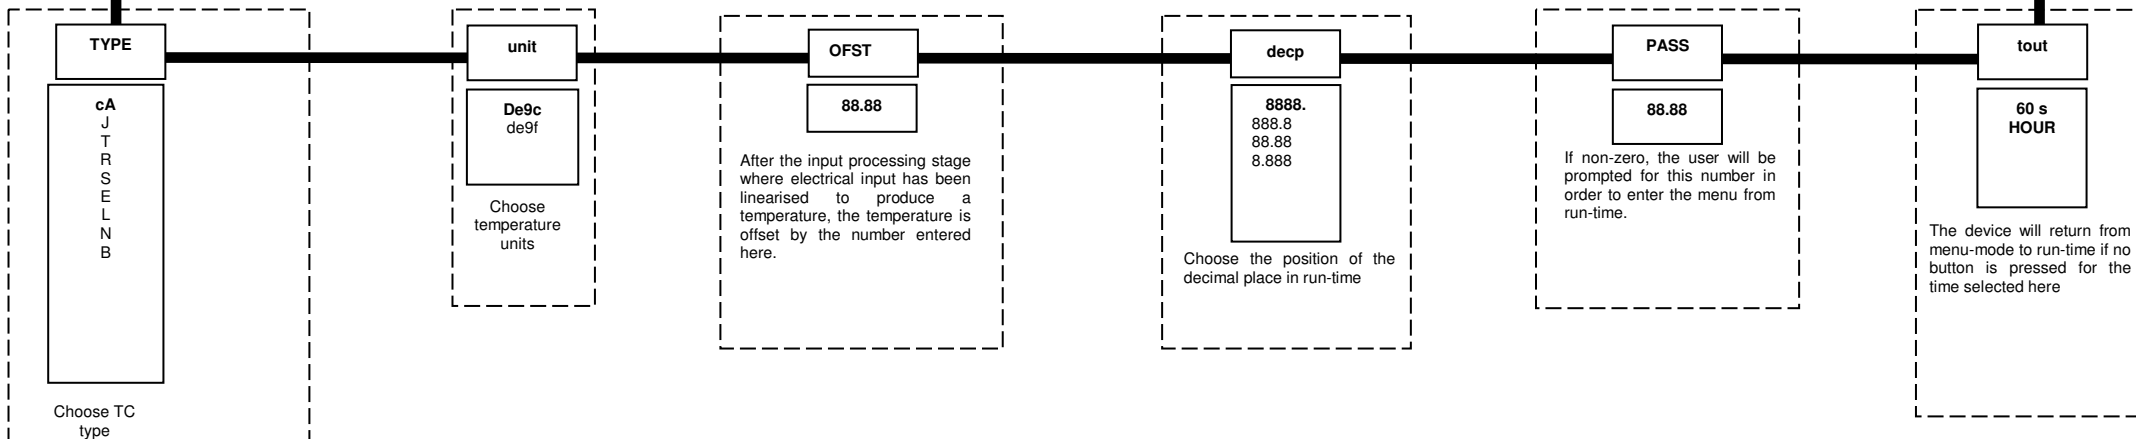 TYPE
cA
J
T
R
S
E
L
N
B
Choose TC
type
unit
De9c
de9f
Choose
temperature
units
OFST
88.88
After the input processing stage
where electrical input has been
linearised to produce a
temperature, the temperature is
offset by the number entered
here.
decp
8888.
888.8
88.88
8.888
Choose the position of the
decimal place in run-time
PASS
88.88
If non-zero, the user will be
prompted for this number in
order to enter the menu from
run-time.
tout
60 s
HOUR
The device will return from
menu-mode to run-time if no
button is pressed for the
time selected here